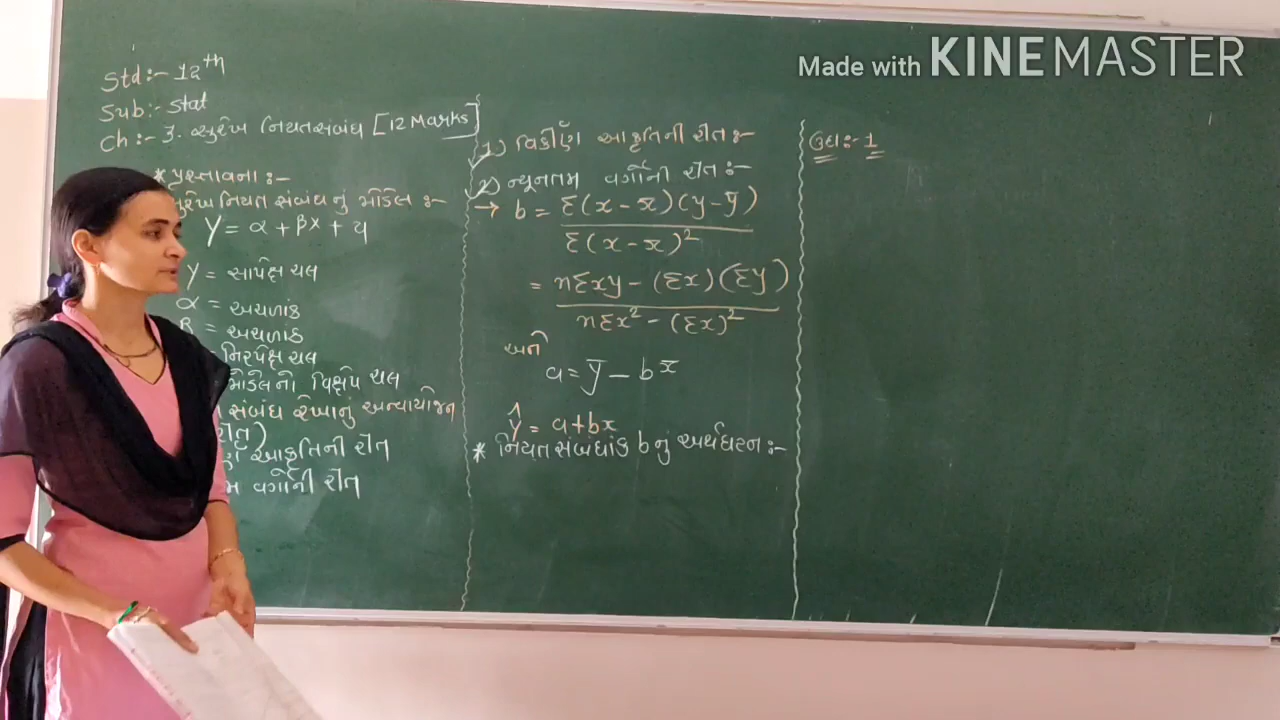 Made with KINEMASTER
Std:- 12th
Sub:- Stat
Ch:- 3. સુરેખ નિયતસંબંધ [12 Marks]
* પ્રસ્તાવના :-
સુરેખ નિયત સંબંધ નું મોડેલ :-
Y = α + βx + u
y = સાપેક્ષ ચલ
α = અચળાંક
β = અચળાંક
= નિરપેક્ષ ચલ
મોડેલનો વિક્ષેપ ચલ
સંબંધ રેખાનું અન્વાયોજન
રીત)
આકૃતિની રીત
વર્ગોની રીત
1) વિકીર્ણ આકૃતિની રીત :-
2) ન્યૂનતમ વર્ગોની રીત :-
→ b = Σ(x - x̄)(y - ȳ)
Σ(x - x̄)²
= nΣxy - (Σx)(Σy)
nΣx² - (Σx)²
અને
a = ȳ - bx̄
ŷ = a+bx
* નિયત સંબંધાંક b નું અર્થઘટન :-
ઉદા:- 1